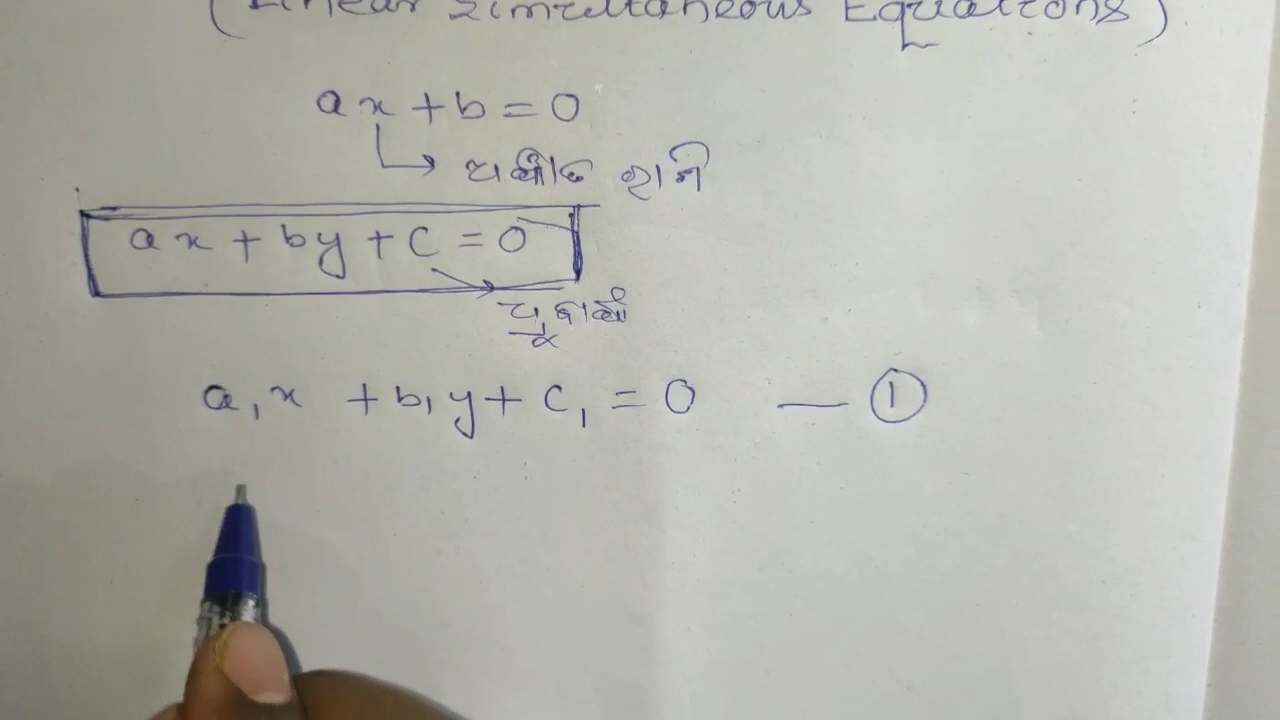 (Linear Simultaneous Equations)
ax + b = 0
ରାଶି
ax + by + c = 0
a₁x + b₁y + c₁ = 0 — ①